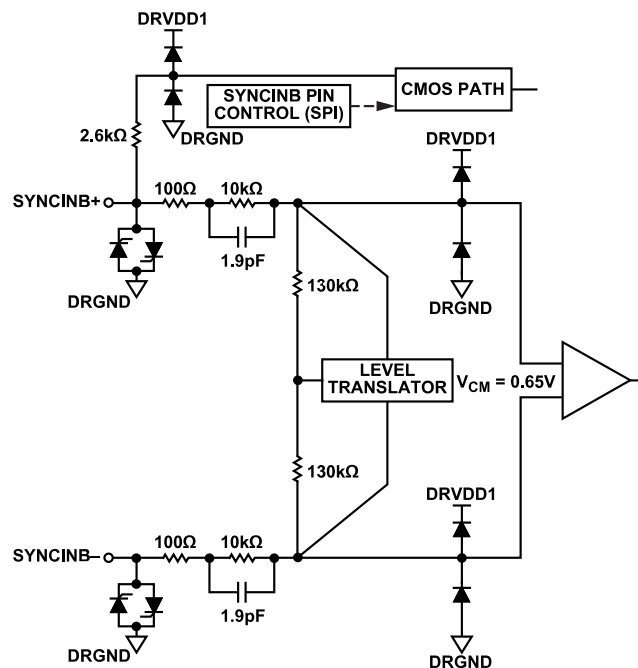 DRVDD1
CMOS PATH
SYNCINB PIN
CONTROL (SPI)
DRGND
2.6kΩ
DRVDD1
SYNCINB+
100Ω
10kΩ
1.9pF
DRGND
130kΩ
DRGND
LEVEL
TRANSLATOR
VCM = 0.65V
130kΩ
DRVDD1
SYNCINB–
100Ω
10kΩ
1.9pF
DRGND
DRGND